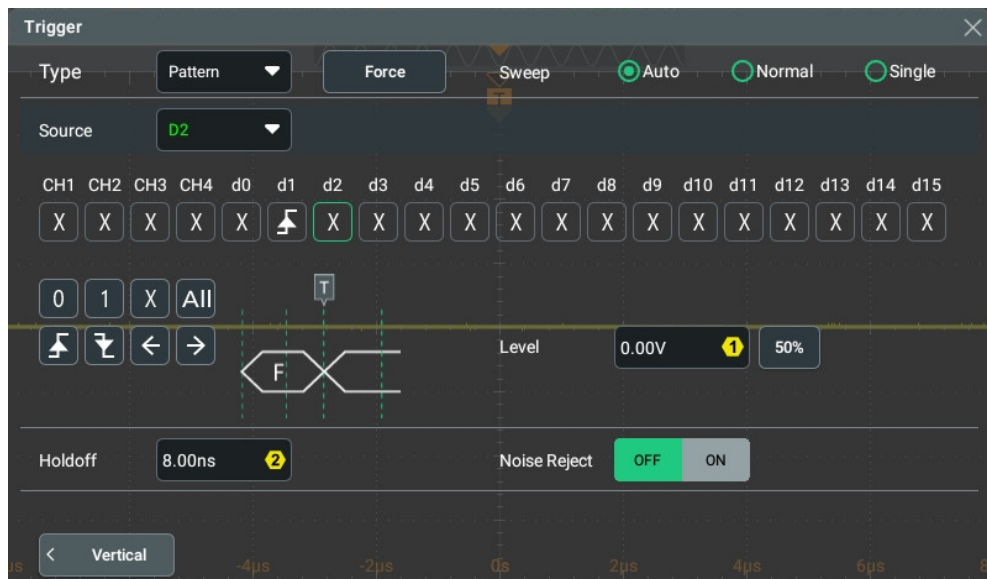 Trigger
Type Pattern Force Sweep Auto Normal Single
T
Source D2
CH1 CH2 CH3 CH4 d0 d1 d2 d3 d4 d5 d6 d7 d8 d9 d10 d11 d12 d13 d14 d15
X X X X X X X X X X X X X X X X X X X
0 1 X All
T
F
Level 0.00V 1 50%
Holdoff 8.00ns 2 Noise Reject OFF ON
< Vertical
-4µs -2µs 0s 2µs 4µs 6µs 8